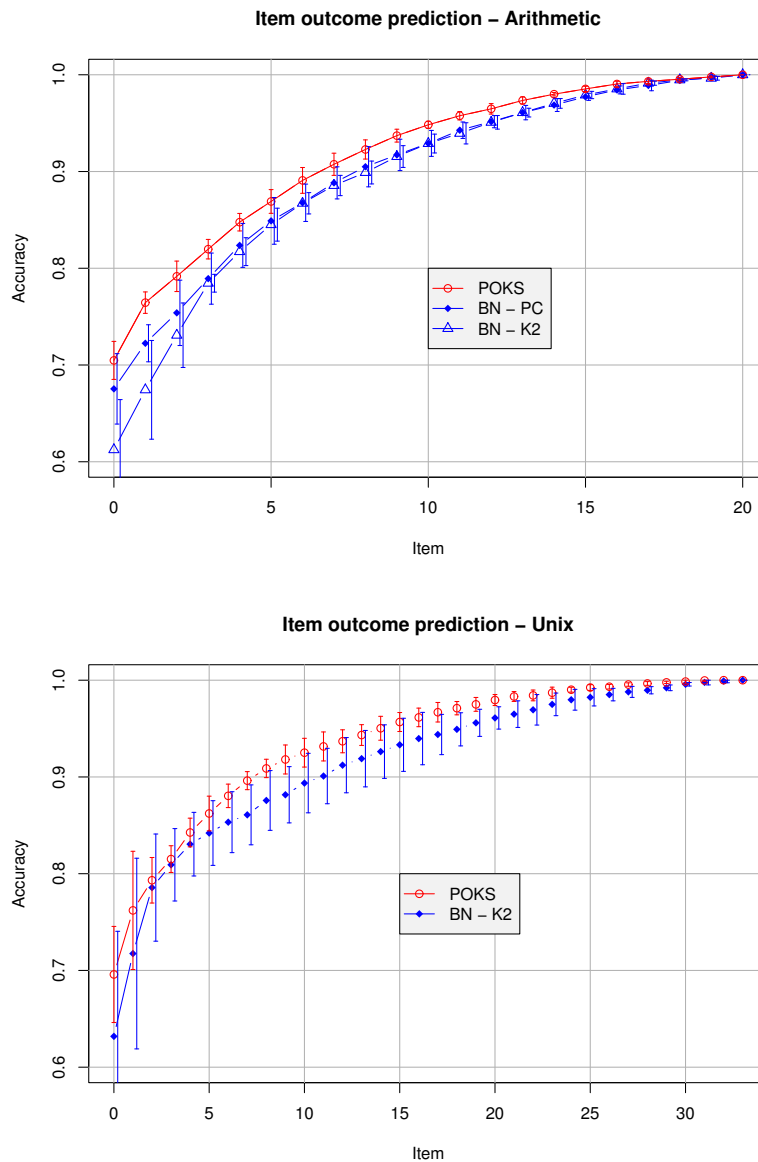 Item outcome prediction – Arithmetic
1.0
0.9
0.8
0.7
0.6
Accuracy
POKS
BN – PC
BN – K2
0 5 10 15 20
Item
Item outcome prediction – Unix
1.0
0.9
0.8
0.7
0.6
Accuracy
POKS
BN – K2
0 5 10 15 20 25 30
Item